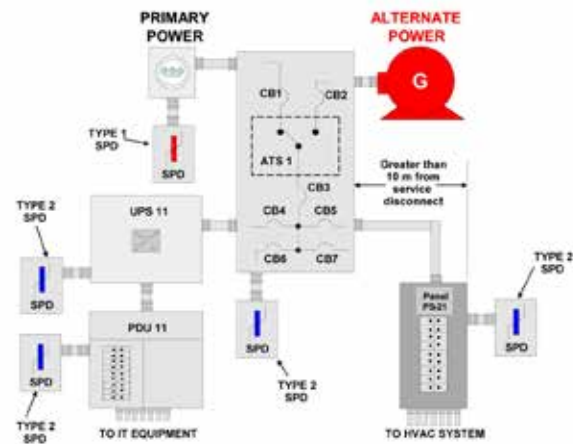 PRIMARY
POWER
ALTERNATE
POWER
G
CB1
CB2
TYPE 1
SPD
SPD
ATS 1
Greater than
10 m from
service
disconnect
CB3
TYPE 2
SPD
UPS 11
CB4
CB5
CB6
CB7
TYPE 2
SPD
SPD
SPD
Panel
PS-21
SPD
PDU 11
SPD
TYPE 2
SPD
TYPE 2
SPD
TO IT EQUIPMENT
TO HVAC SYSTEM